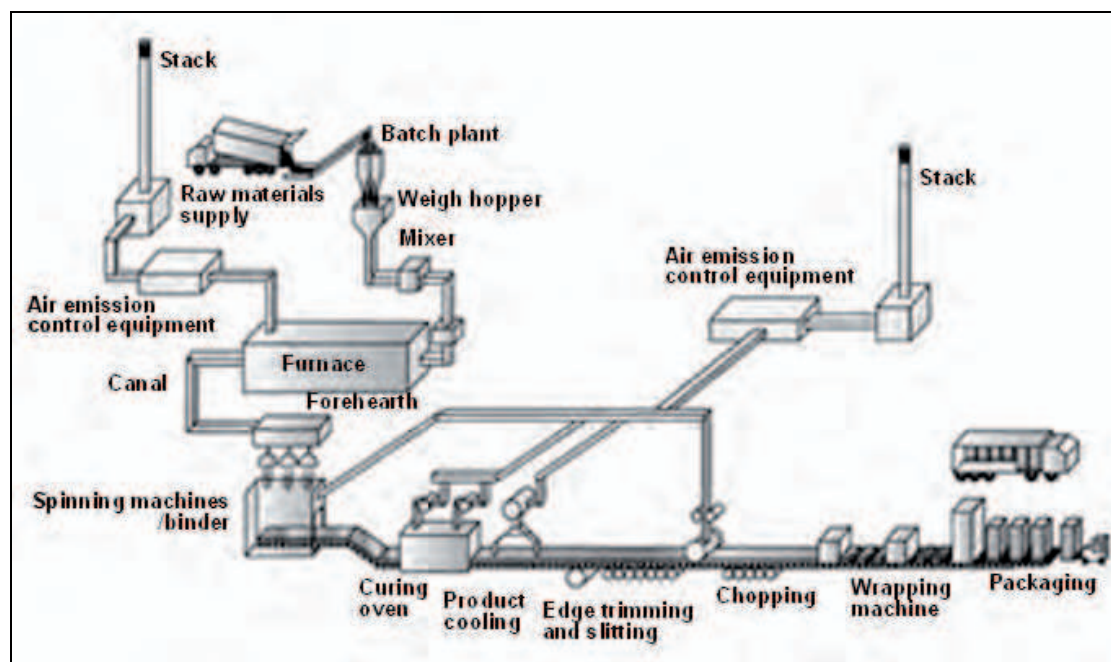 Stack
Batch plant
Raw materials
supply
Weigh hopper
Mixer
Stack
Air emission
control equipment
Air emission
control equipment
Furnace
Canal
Forehearth
Spinning machines
/binder
Curing
oven
Product
cooling
Edge trimming
and slitting
Chopping
Wrapping
machine
Packaging